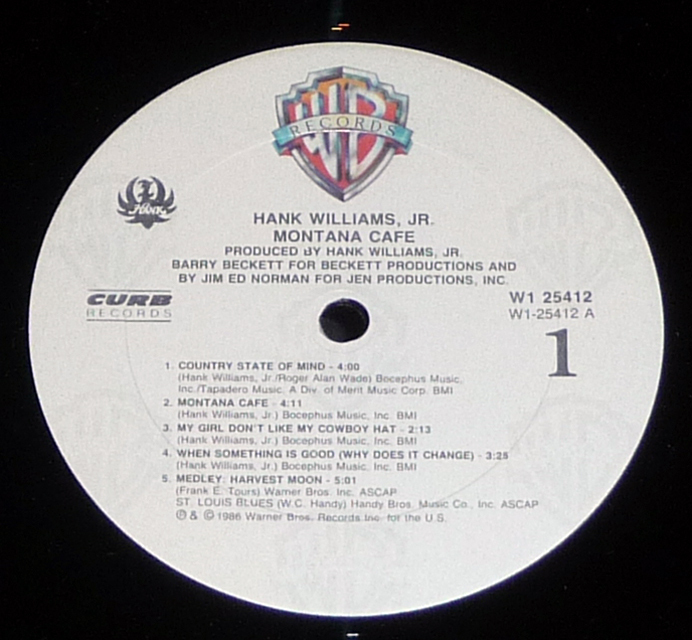 RECORDS
Hank
HANK WILLIAMS, JR.
MONTANA CAFE
PRODUCED BY HANK WILLIAMS, JR.
BARRY BECKETT FOR BECKETT PRODUCTIONS AND
BY JIM ED NORMAN FOR JEN PRODUCTIONS, INC.
CURB
RECORDS
W1 25412
W1-25412 A
1
1. COUNTRY STATE OF MIND - 4:00
(Hank Williams, Jr./Roger Alan Wade) Bocephus Music,
Inc./Tapadero Music, A Div. of Merit Music Corp. BMI
2. MONTANA CAFE - 4:11
(Hank Williams, Jr.) Bocephus Music, Inc. BMI
3. MY GIRL DON'T LIKE MY COWBOY HAT - 2:13
(Hank Williams, Jr.) Bocephus Music, Inc. BMI
4. WHEN SOMETHING IS GOOD (WHY DOES IT CHANGE) - 3:25
(Hank Williams, Jr.) Bocephus Music, Inc. BMI
5. MEDLEY: HARVEST MOON - 5:01
(Frank E. Tours) Warner Bros. Inc. ASCAP
ST. LOUIS BLUES (W.C. Handy) Handy Bros. Music Co., Inc. ASCAP
℗ & © 1986 Warner Bros. Records Inc. for the U.S.